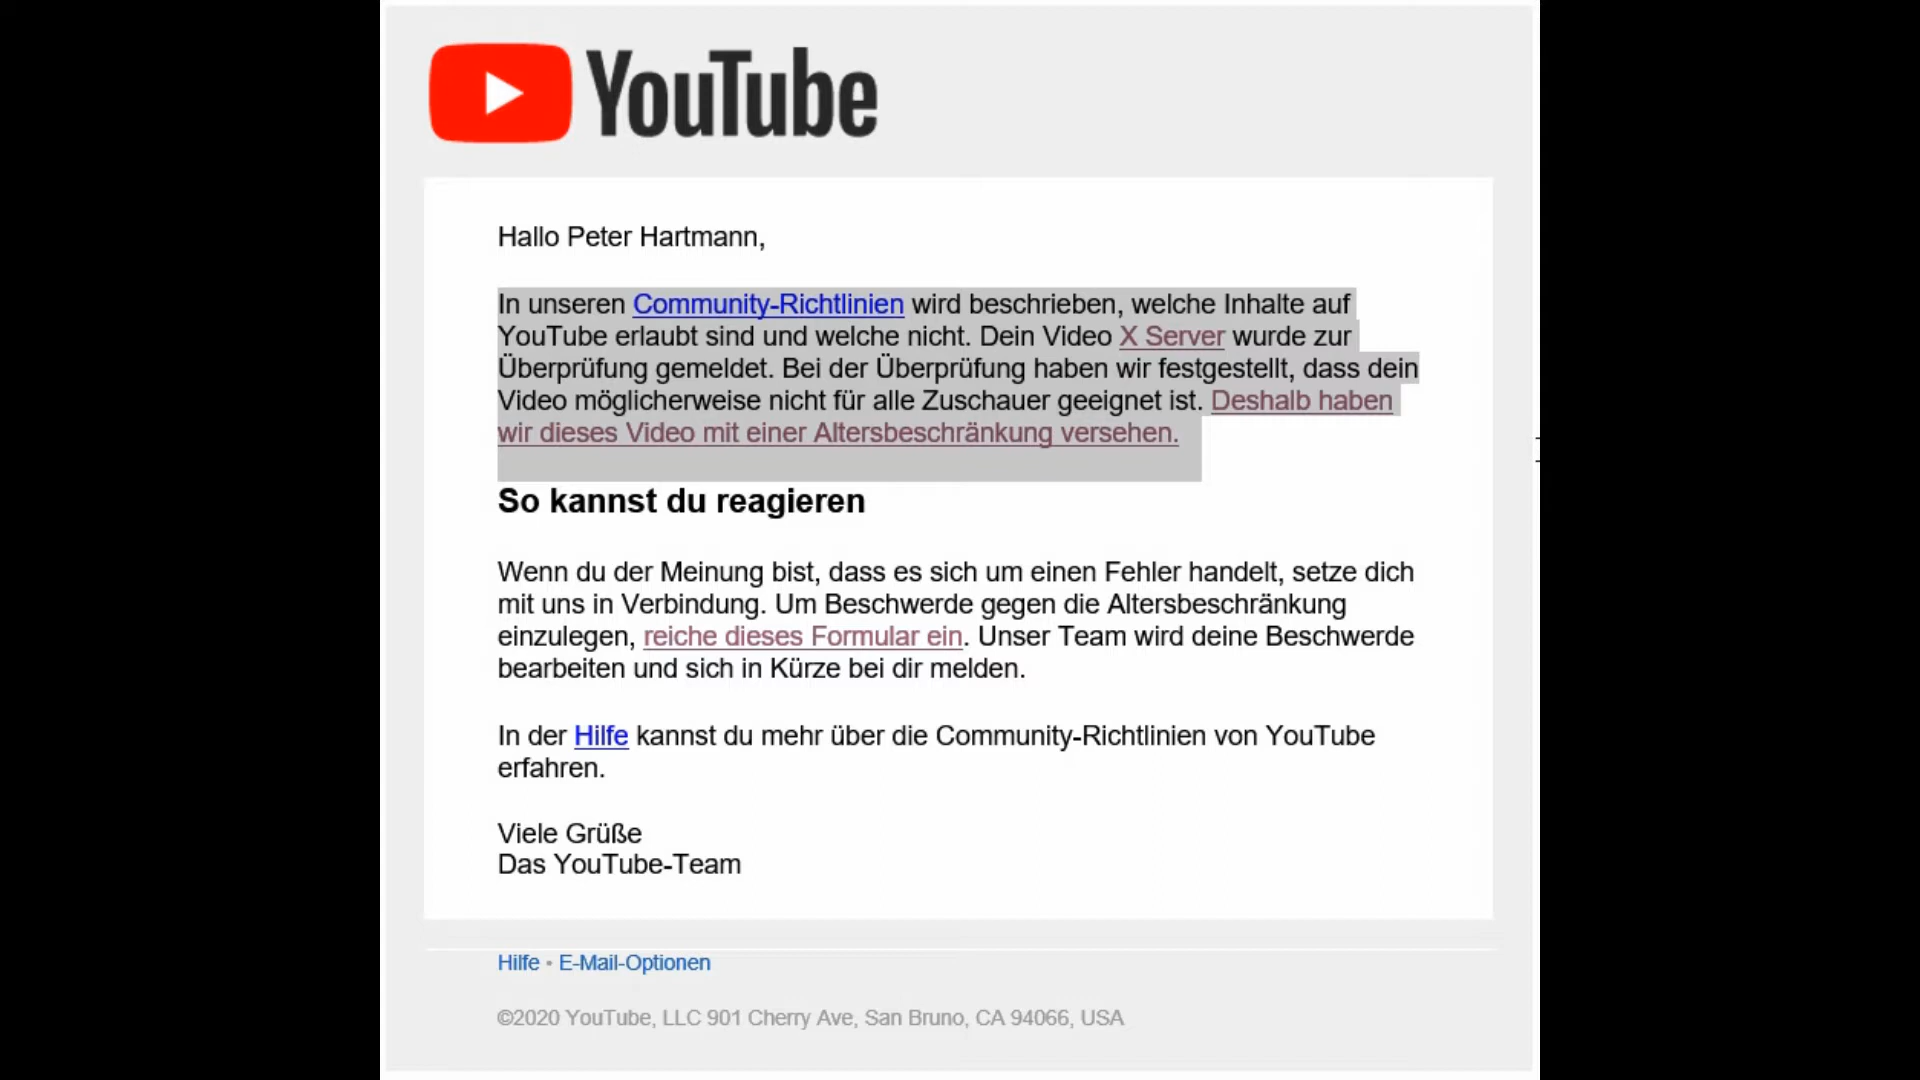 YouTube
Hallo Peter Hartmann,
In unseren Community-Richtlinien wird beschrieben, welche Inhalte auf
YouTube erlaubt sind und welche nicht. Dein Video X Server wurde zur
Überprüfung gemeldet. Bei der Überprüfung haben wir festgestellt, dass dein
Video möglicherweise nicht für alle Zuschauer geeignet ist. Deshalb haben
wir dieses Video mit einer Altersbeschränkung versehen.
So kannst du reagieren
Wenn du der Meinung bist, dass es sich um einen Fehler handelt, setze dich
mit uns in Verbindung. Um Beschwerde gegen die Altersbeschränkung
einzulegen, reiche dieses Formular ein. Unser Team wird deine Beschwerde
bearbeiten und sich in Kürze bei dir melden.
In der Hilfe kannst du mehr über die Community-Richtlinien von YouTube
erfahren.
Viele Grüße
Das YouTube-Team
Hilfe • E-Mail-Optionen
©2020 YouTube, LLC 901 Cherry Ave, San Bruno, CA 94066, USA